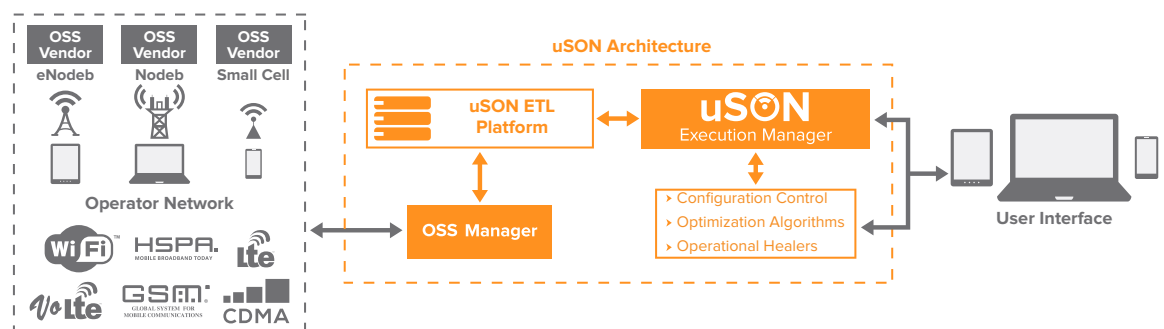 OSS
Vendor
OSS
Vendor
OSS
Vendor
eNodeb
Nodeb
Small Cell
Operator Network
WiFi™
HSPA.
MOBILE BROADBAND TODAY
Lte
VoLte
GSM
GLOBAL SYSTEM FOR
MOBILE COMMUNICATIONS
CDMA
uSON Architecture
uSON ETL
Platform
uSON
Execution Manager
OSS Manager
Configuration Control
Optimization Algorithms
Operational Healers
User Interface